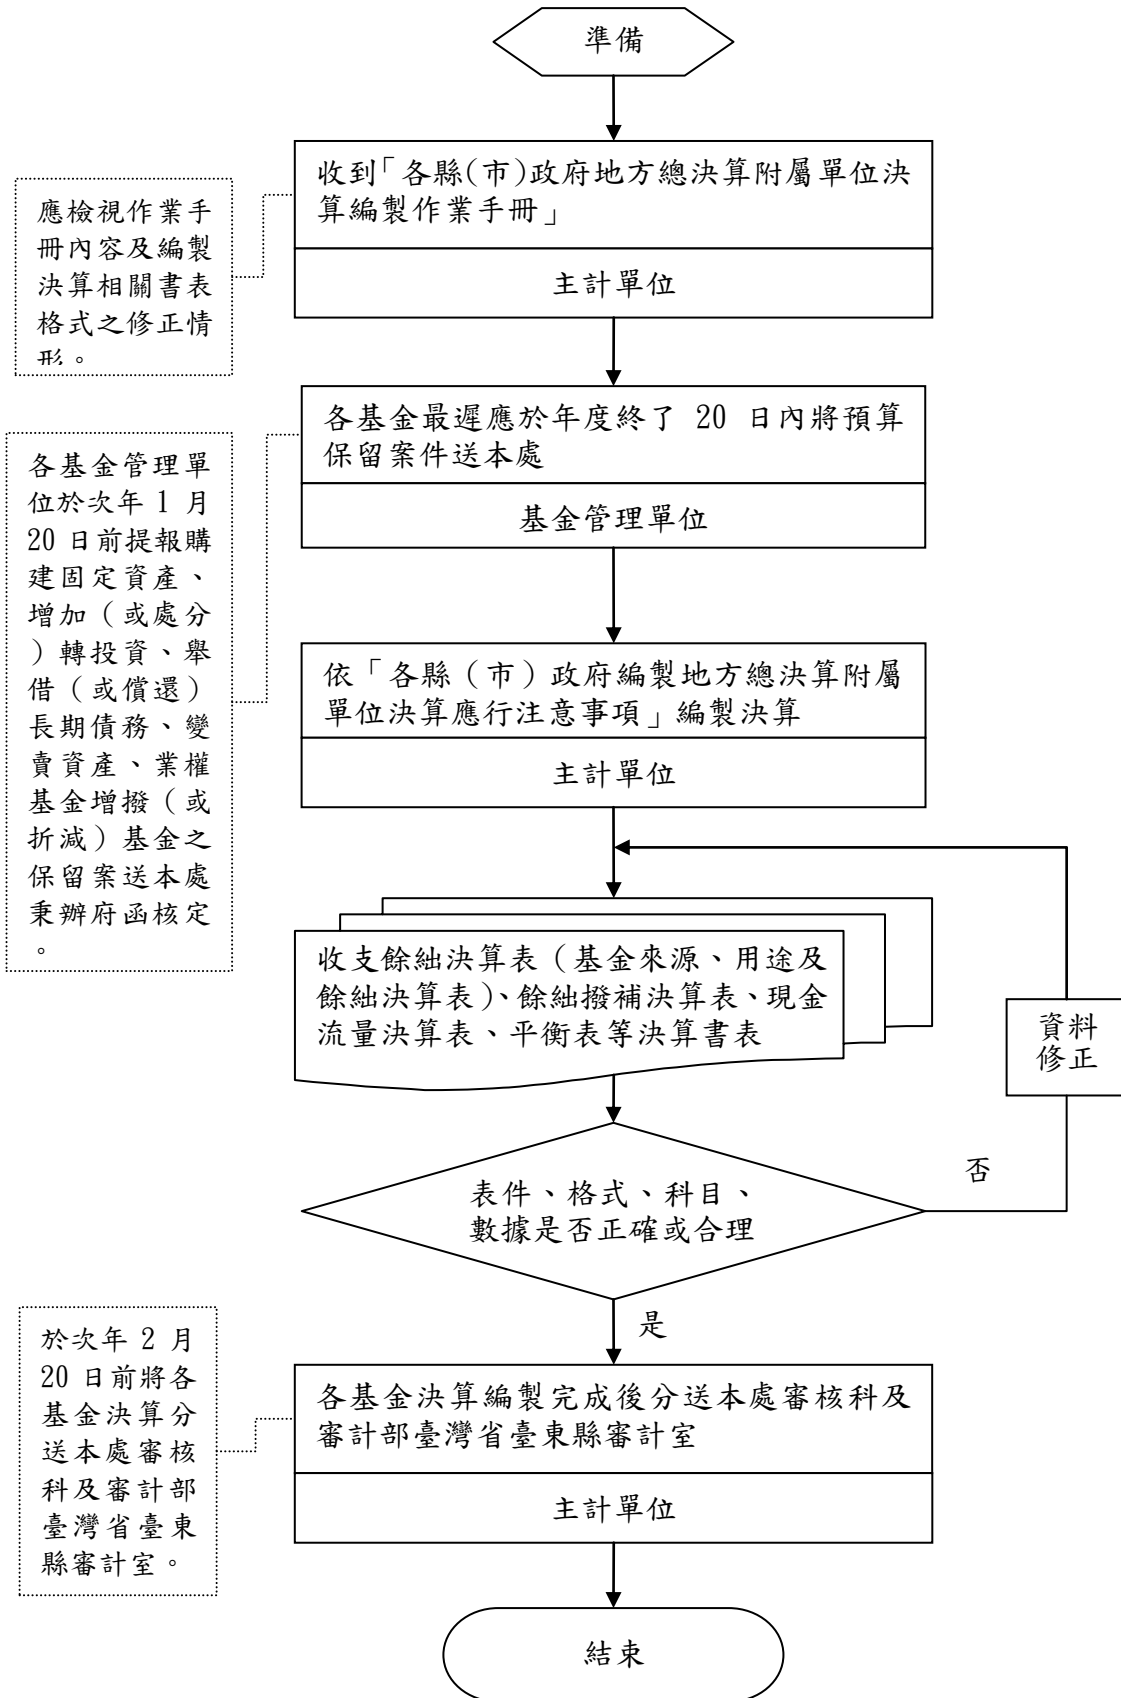 準備
收到「各縣(市)政府地方總決算附屬單位決
算編製作業手冊」
主計單位
應檢視作業手
冊內容及編製
決算相關書表
格式之修正情
形。
各基金最遲應於年度終了 20 日內將預算
保留案件送本處
基金管理單位
各基金管理單
位於次年 1 月
20 日前提報購
建固定資產、
增加（或處分
）轉投資、舉
借（或償還）
長期債務、變
賣資產、業權
基金增撥（或
折減）基金之
保留案送本處
秉辦府函核定
。
依「各縣（市）政府編製地方總決算附屬
單位決算應行注意事項」編製決算
主計單位
收支餘絀決算表（基金來源、用途及
餘絀決算表）、餘絀撥補決算表、現金
流量決算表、平衡表等決算書表
資料
修正
表件、格式、科目、
數據是否正確或合理
否
是
於次年 2 月
20 日前將各
基金決算分
送本處審核
科及審計部
臺灣省臺東
縣審計室。
各基金決算編製完成後分送本處審核科及
審計部臺灣省臺東縣審計室
主計單位
結束